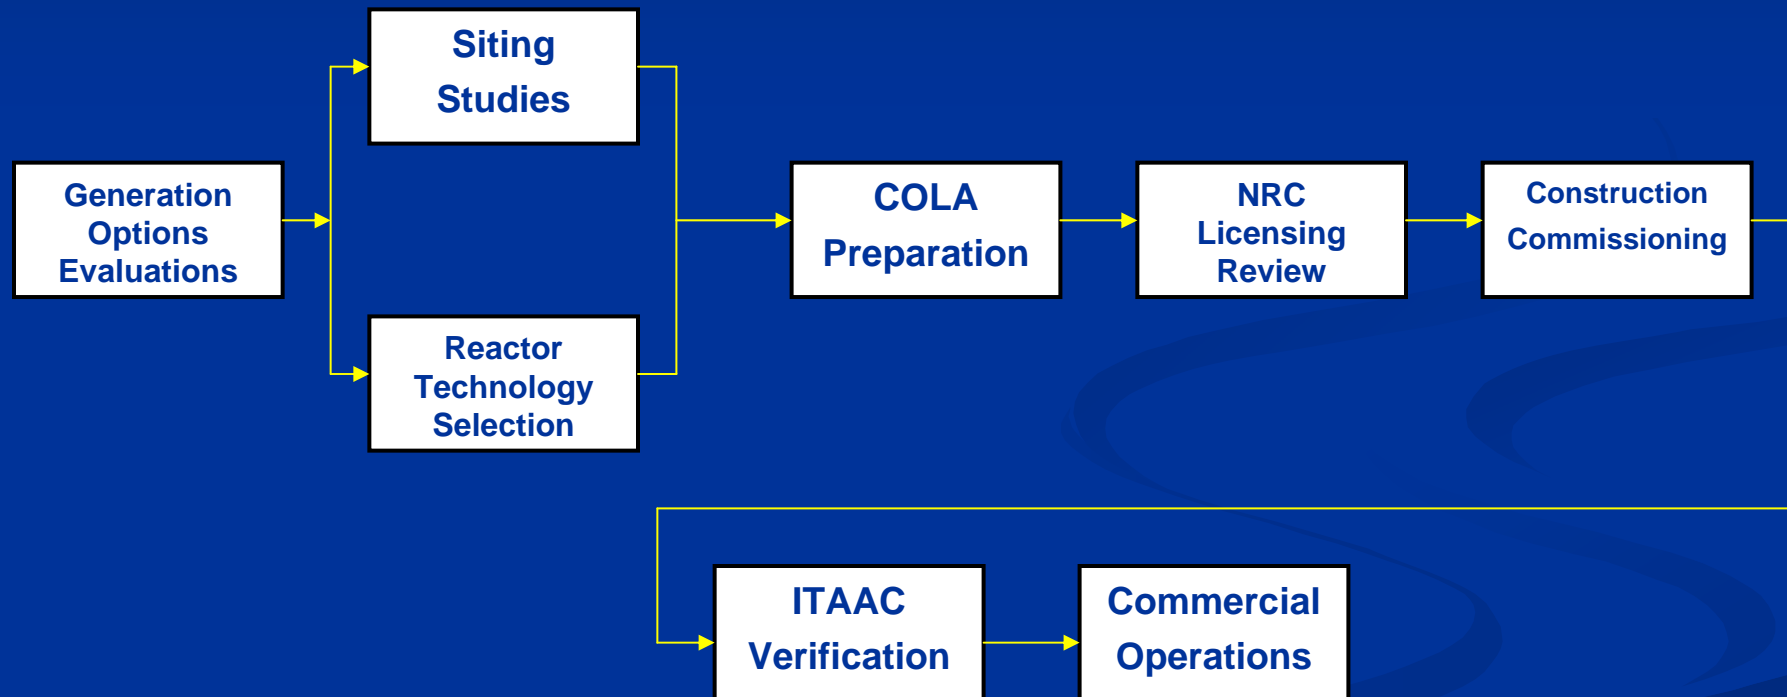 Siting
Studies
Generation
Options
Evaluations
Reactor
Technology
Selection
COLA
Preparation
NRC
Licensing
Review
Construction
Commissioning
ITAAC
Verification
Commercial
Operations